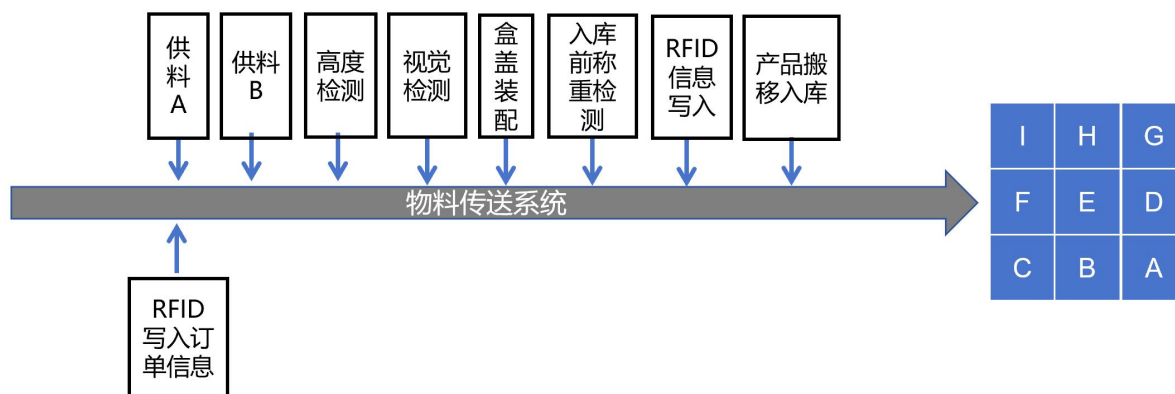 供
料
A
供料
B
高度
检测
视觉
检测
盒
盖
装
配
入库
前称
重检
测
RFID
信息
写入
产品搬
移入库
物料传送系统
RFID
写入订
单信息
I H G
F E D
C B A